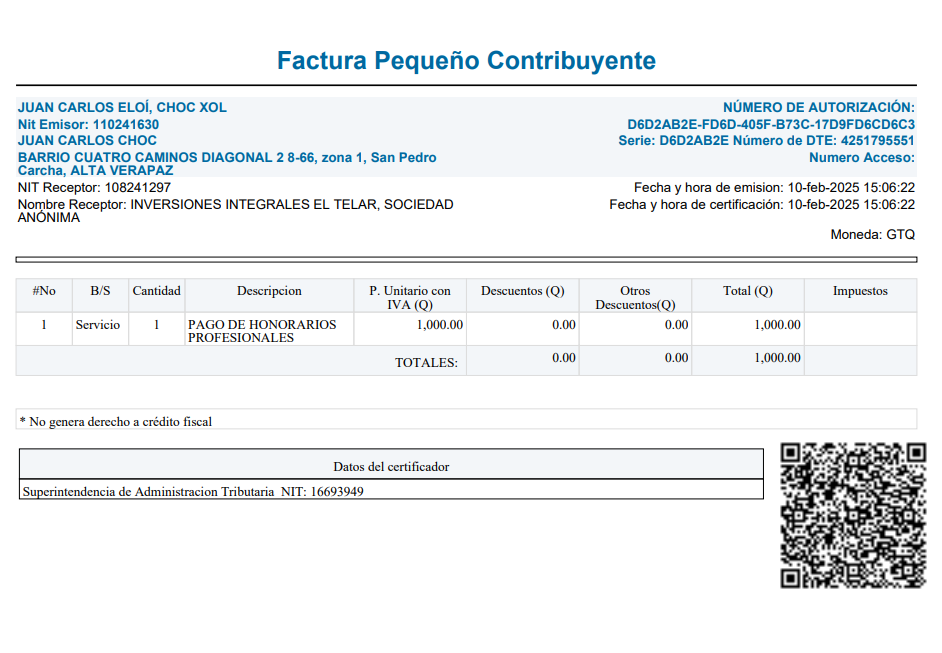 Factura Pequeño Contribuyente
JUAN CARLOS ELOÍ, CHOC XOL
Nit Emisor: 110241630
JUAN CARLOS CHOC
BARRIO CUATRO CAMINOS DIAGONAL 2 8-66, zona 1, San Pedro
Carcha, ALTA VERAPAZ
NIT Receptor: 108241297
Nombre Receptor: INVERSIONES INTEGRALES EL TELAR, SOCIEDAD
ANÓNIMA
NÚMERO DE AUTORIZACIÓN:
D6D2AB2E-FD6D-405F-B73C-17D9FD6CD6C3
Serie: D6D2AB2E Número de DTE: 4251795551
Numero Acceso:
Fecha y hora de emision: 10-feb-2025 15:06:22
Fecha y hora de certificación: 10-feb-2025 15:06:22
Moneda: GTQ
#No B/S Cantidad Descripcion P. Unitario con Descuentos (Q) Otros Total (Q) Impuestos
IVA (Q) Descuentos(Q)
1 Servicio 1 PAGO DE HONORARIOS 1,000.00 0.00 0.00 1,000.00
PROFESIONALES
TOTALES: 0.00 0.00 1,000.00
* No genera derecho a crédito fiscal
Datos del certificador
Superintendencia de Administracion Tributaria NIT: 16693949